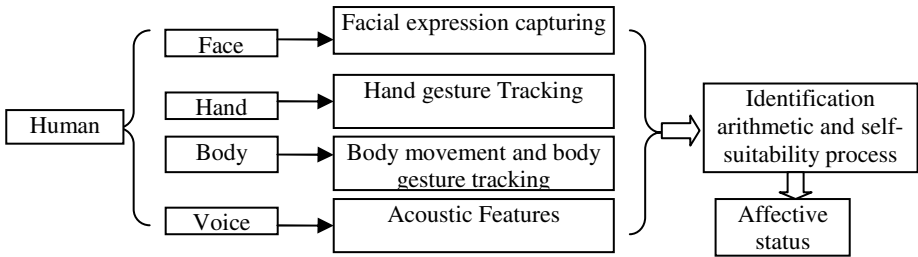 Human
Face
Facial expression capturing
Hand
Hand gesture Tracking
Body
Body movement and body
gesture tracking
Voice
Acoustic Features
Identification
arithmetic and self-
suitability process
Affective
status